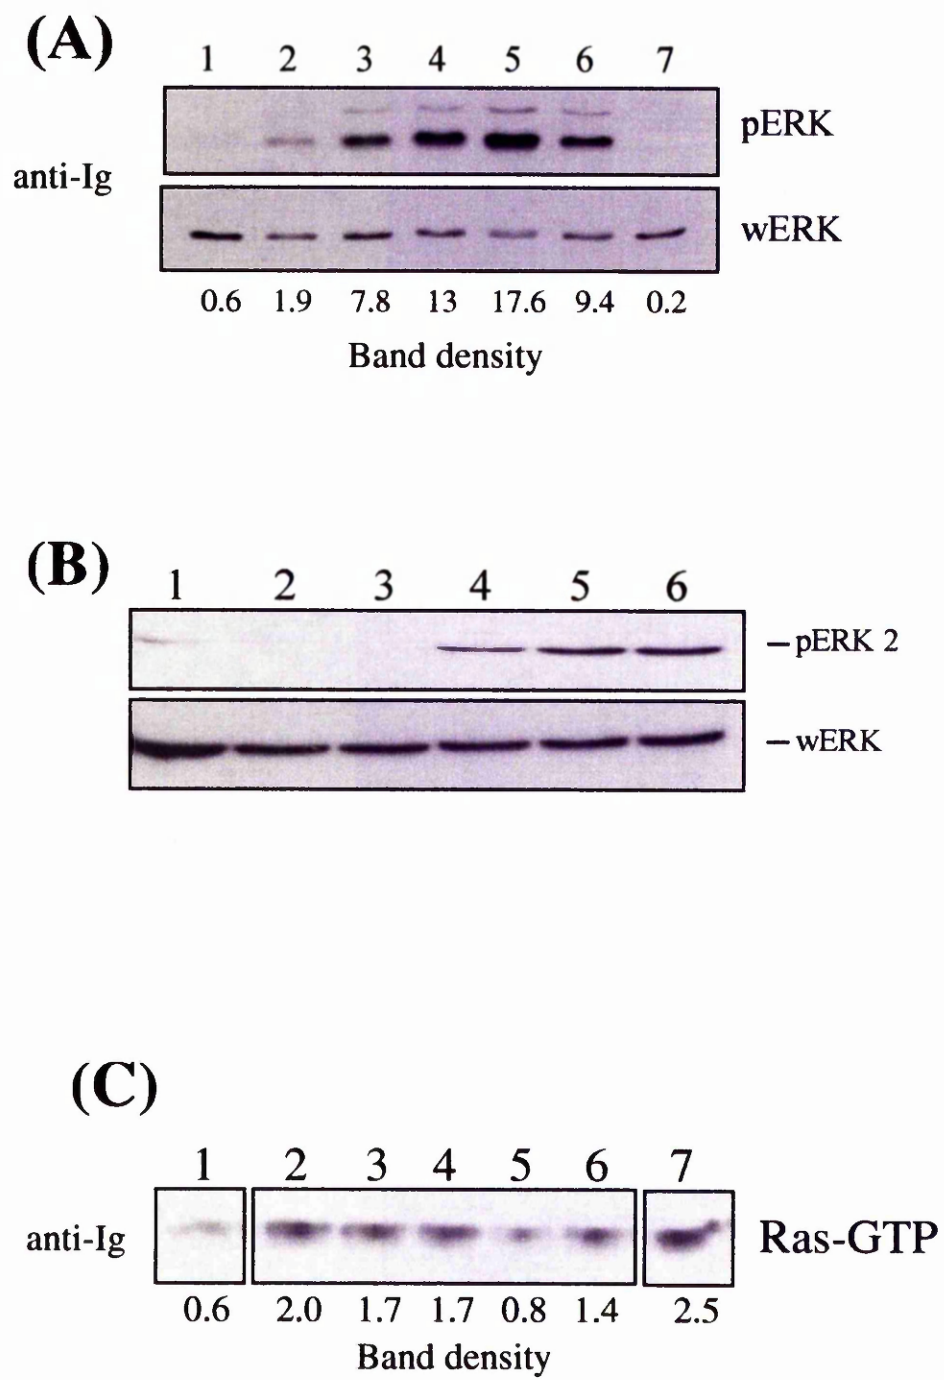 (A)
1 2 3 4 5 6 7
pERK
anti-Ig
wERK
0.6 1.9 7.8 13 17.6 9.4 0.2
Band density
(B)
1 2 3 4 5 6
– pERK 2
– wERK
(C)
1 2 3 4 5 6 7
anti-Ig Ras-GTP
0.6 2.0 1.7 1.7 0.8 1.4 2.5
Band density